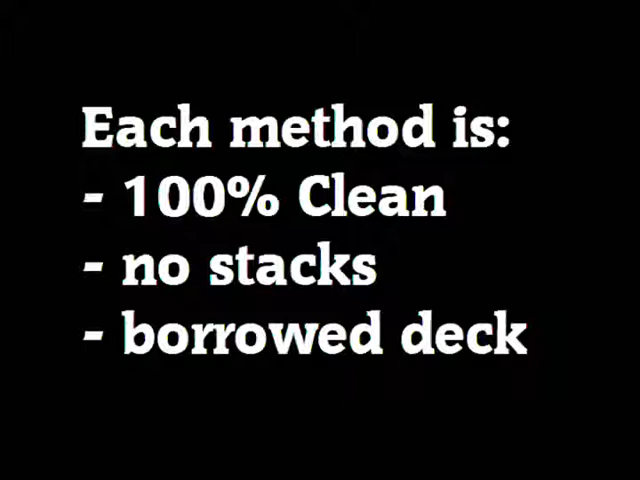 Each method is:
- 100% Clean
- no stacks
- borrowed deck